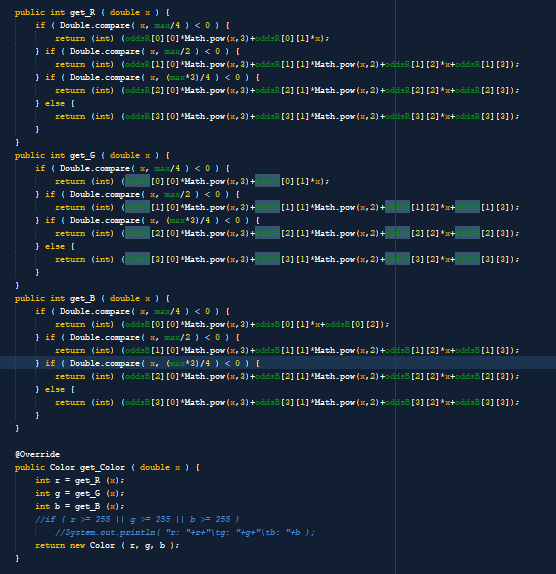 public int get_R ( double x ) {
if ( Double.compare( x, max/4 ) < 0 ) {
return (int) (oddsR[0][0]*Math.pow(x,3)+oddsR[0][1]*x);
} if ( Double.compare( x, max/2 ) < 0 ) {
return (int) (oddsR[1][0]*Math.pow(x,3)+oddsR[1][1]*Math.pow(x,2)+oddsR[1][2]*x+oddsR[1][3]);
} if ( Double.compare( x, (max*3)/4 ) < 0 ) {
return (int) (oddsR[2][0]*Math.pow(x,3)+oddsR[2][1]*Math.pow(x,2)+oddsR[2][2]*x+oddsR[2][3]);
} else {
return (int) (oddsR[3][0]*Math.pow(x,3)+oddsR[3][1]*Math.pow(x,2)+oddsR[3][2]*x+oddsR[3][3]);
}
}
public int get_G ( double x ) {
if ( Double.compare( x, max/4 ) < 0 ) {
return (int) ([0][0]*Math.pow(x,3)+[0][1]*x);
} if ( Double.compare( x, max/2 ) < 0 ) {
return (int) ([1][0]*Math.pow(x,3)+[1][1]*Math.pow(x,2)+[1][2]*x+[1][3]);
} if ( Double.compare( x, (max*3)/4 ) < 0 ) {
return (int) ([2][0]*Math.pow(x,3)+[2][1]*Math.pow(x,2)+[2][2]*x+[2][3]);
} else {
return (int) ([3][0]*Math.pow(x,3)+[3][1]*Math.pow(x,2)+[3][2]*x+[3][3]);
}
}
public int get_B ( double x ) {
if ( Double.compare( x, max/4 ) < 0 ) {
return (int) (oddsB[0][0]*Math.pow(x,3)+oddsB[0][1]*x+oddsB[0][2]);
} if ( Double.compare( x, max/2 ) < 0 ) {
return (int) (oddsB[1][0]*Math.pow(x,3)+oddsB[1][1]*Math.pow(x,2)+oddsB[1][2]*x+oddsB[1][3]);
} if ( Double.compare( x, (max*3)/4 ) < 0 ) {
return (int) (oddsB[2][0]*Math.pow(x,3)+oddsB[2][1]*Math.pow(x,2)+oddsB[2][2]*x+oddsB[2][3]);
} else {
return (int) (oddsB[3][0]*Math.pow(x,3)+oddsB[3][1]*Math.pow(x,2)+oddsB[3][2]*x+oddsB[3][3]);
}
}
@Override
public Color get_Color ( double x ) {
int r = get_R (x);
int g = get_G (x);
int b = get_B (x);
//if ( r >= 255 || g >= 255 || b >= 255 )
//System.out.println( "r: "+r+"\tg: "+g+"\tb: "+b );
return new Color ( r, g, b );
}